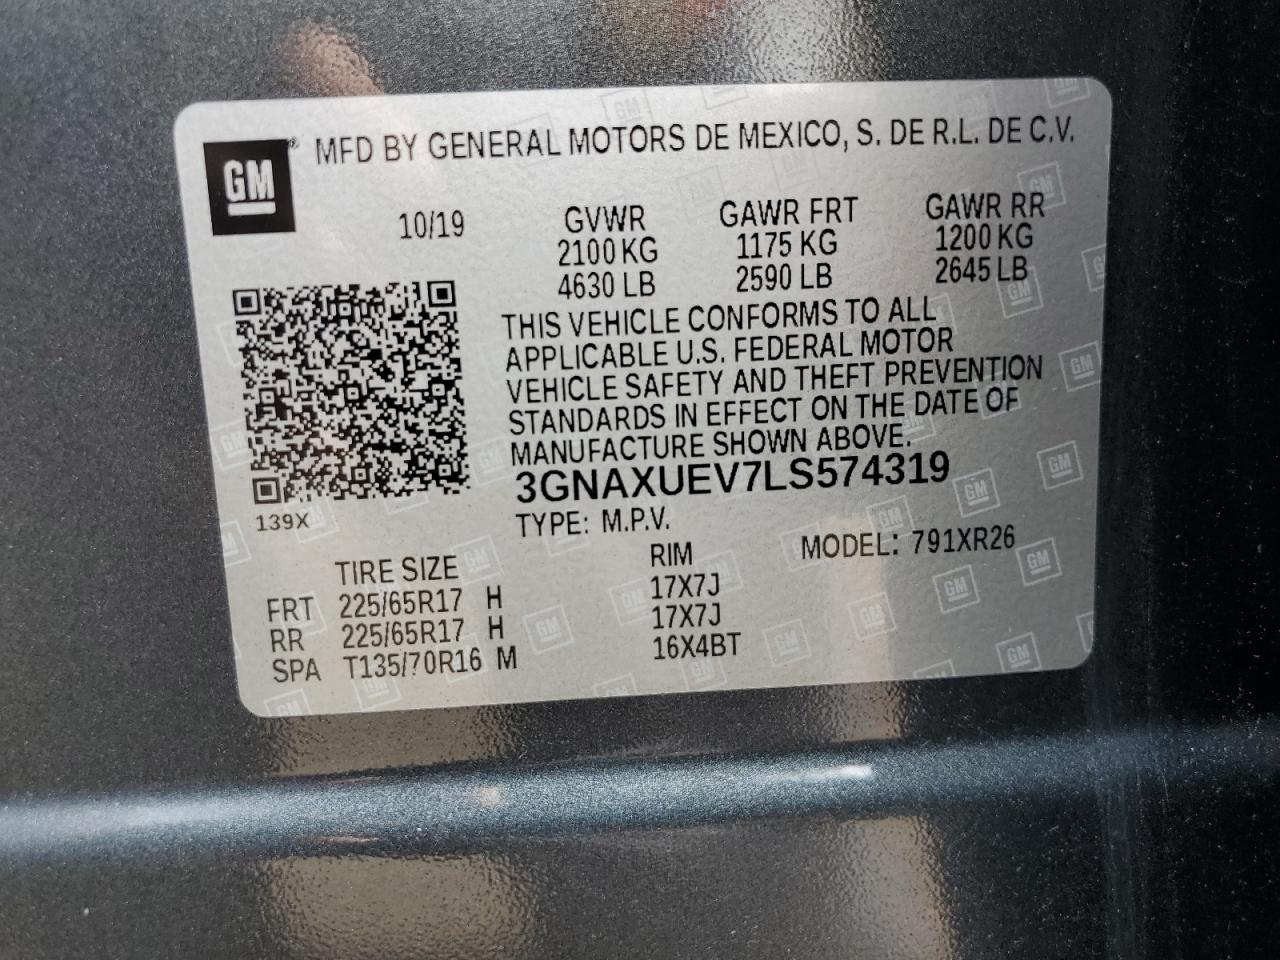 GM® MFD BY GENERAL MOTORS DE MEXICO, S. DE R.L. DE C.V.
10/19 GVWR GAWR FRT GAWR RR
2100 KG 1175 KG 1200 KG
4630 LB 2590 LB 2645 LB
THIS VEHICLE CONFORMS TO ALL
APPLICABLE U.S. FEDERAL MOTOR
VEHICLE SAFETY AND THEFT PREVENTION
STANDARDS IN EFFECT ON THE DATE OF
MANUFACTURE SHOWN ABOVE.
3GNAXUEV7LS574319
139X
TYPE: M.P.V. MODEL: 791XR26
TIRE SIZE RIM
FRT 225/65R17 H 17X7J
RR 225/65R17 H 17X7J
SPA T135/70R16 M 16X4BT